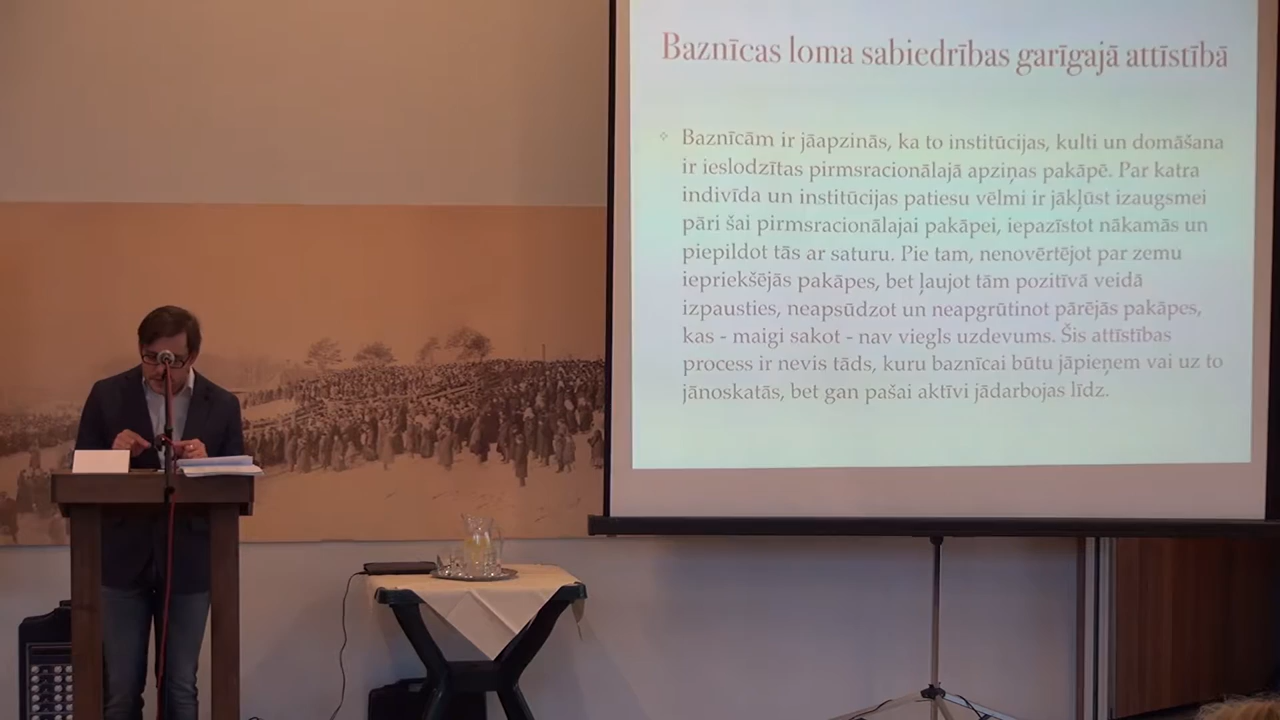 Baznīcas loma sabiedrības garīgajā attīstībā
Baznīcām ir jāapzinās, ka to institūcijas, kulti un domāšana
ir ieslodzītas pirmsracionālajā apziņas pakāpē. Par katra
indivīda un institūcijas patiesu vēlmi ir jākļūst izaugsmei
pāri šai pirmsracionālajai pakāpei, iepazīstot nākamās un
piepildot tās ar saturu. Pie tam, nenovērtējot par zemu
iepriekšējās pakāpes, bet ļaujot tām pozitīvā veidā
izpausties, neapsūdzot un neapgrūtinot pārējās pakāpes,
kas - maigi sakot - nav viegls uzdevums. Šis attīstības
process ir nevis tāds, kuru baznīcai būtu jāpieņem vai uz to
jānoskatās, bet gan pašai aktīvi jādarbojas līdz.